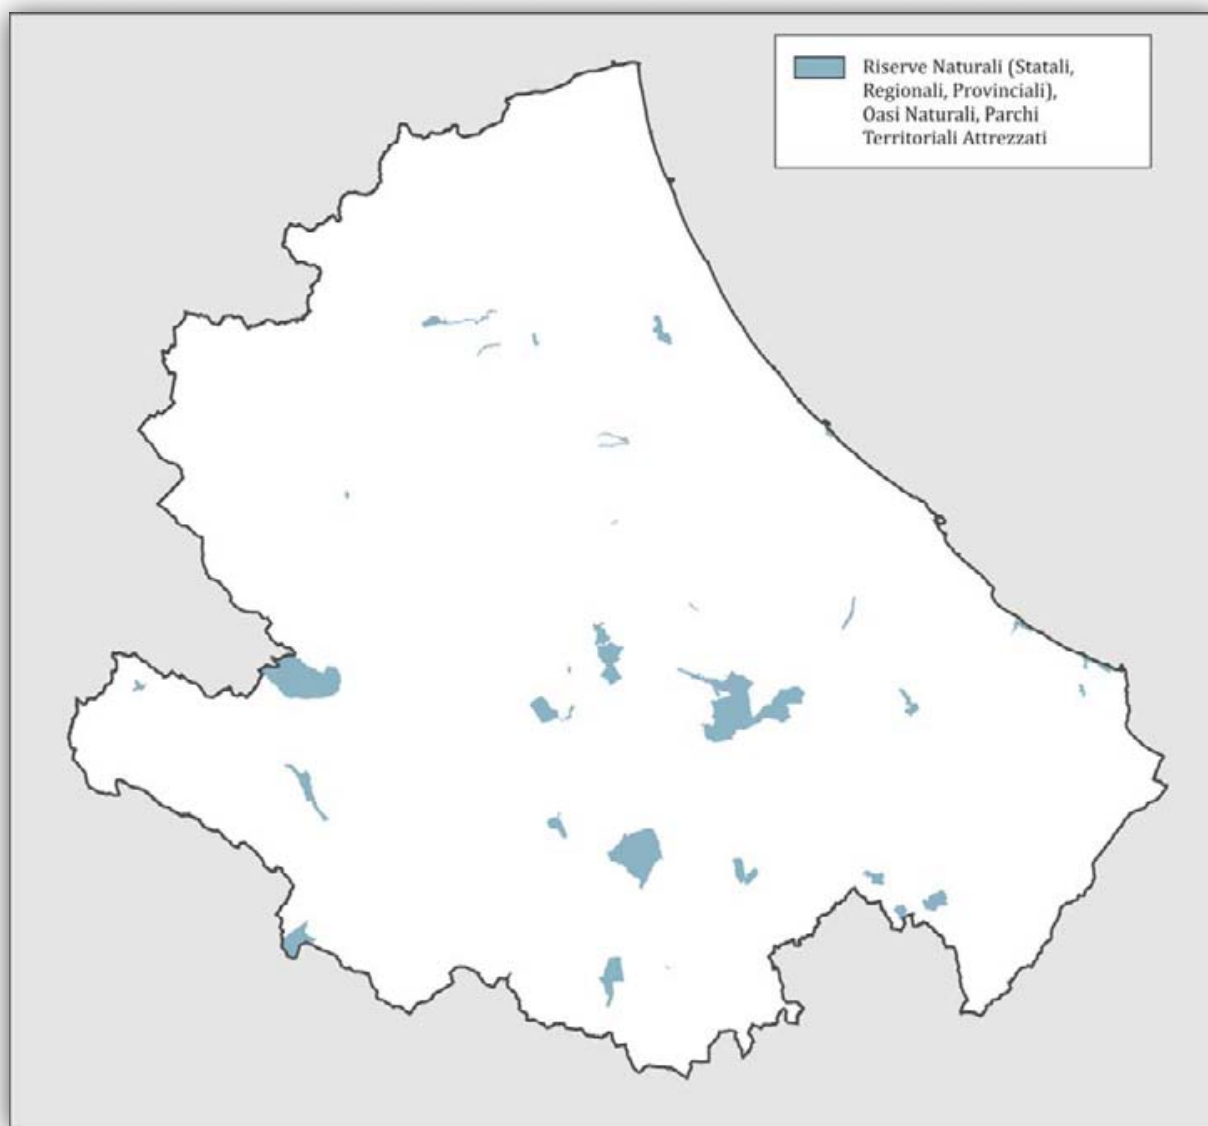 Riserve Naturali (Statali,
Regionali, Provinciali),
Oasi Naturali, Parchi
Territoriali Attrezzati